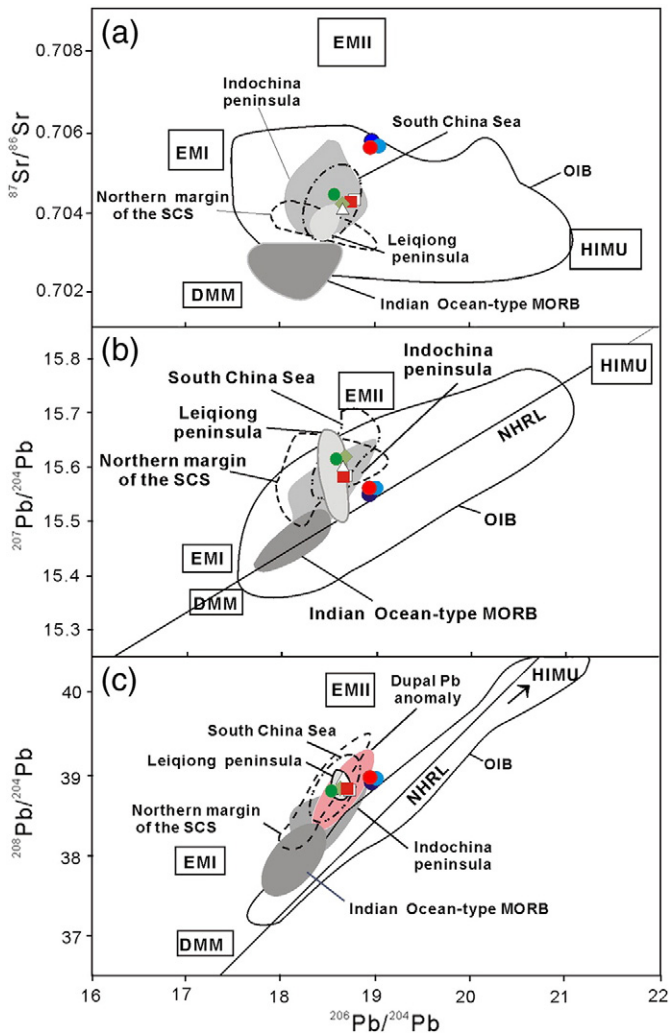 (a)
EMII
0.708
Indochina
peninsula
South China Sea
0.706
EMI
OIB
87Sr/86Sr
Northern margin
of the SCS
0.704
Leiqiong
peninsula
HIMU
DMM
0.702
Indian Ocean-type MORB
(b)
15.8
Indochina
peninsula
South China Sea
HIMU
EMII
15.7
Leiqiong
peninsula
NHRL
Northern margin
of the SCS
15.6
207Pb/204Pb
15.5
OIB
EMI
15.4
DMM
Indian Ocean-type MORB
15.3
(c)
40
EMII
Dupal Pb
anomaly
HIMU
South China Sea
Leiqiong peninsula
OIB
39
208Pb/204Pb
NHRL
Northern margin
of the SCS
Indochina
peninsula
38
EMI
Indian Ocean-type MORB
37
DMM
16 17 18 19 20 21 22
206Pb/204Pb